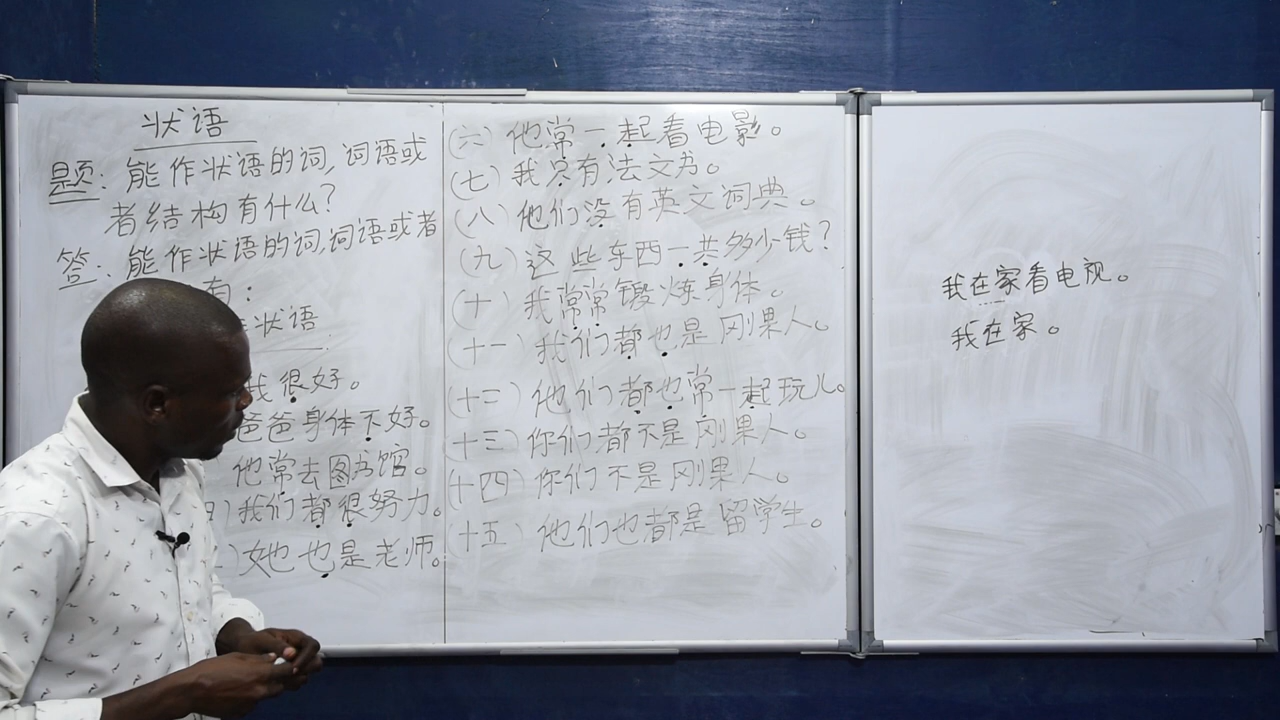 状语
题: 能作状语的词, 词语或
者结构有什么?
答: 能作状语的词, 词语或者
有:
状语
我很好。
爸爸身体不好。
他常去图书馆。
我们都很努力。
她也是老师。
(六) 他常一起看电影。
(七) 我只有法文书。
(八) 他们没有英文词典。
(九) 这些东西一共多少钱?
(十) 我常常锻炼身体。
(十一) 我们都也是刚果人。
(十二) 他们都也常一起玩儿。
(十三) 你们都不是刚果人。
(十四) 你们不是刚果人。
(十五) 他们也都是留学生。
我在家看电视。
我在家。